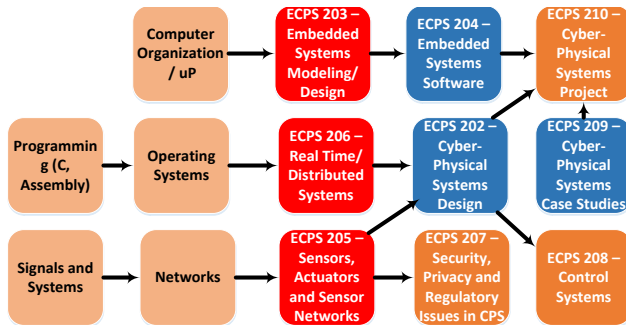 Computer
Organization
/ uP
ECPS 203 –
Embedded
Systems
Modeling/
Design
ECPS 204 –
Embedded
Systems
Software
ECPS 210 –
Cyber-
Physical
Systems
Project
Programmin
g (C,
Assembly)
Operating
Systems
ECPS 206 –
Real Time/
Distributed
Systems
ECPS 202 –
Cyber-
Physical
Systems
Design
ECPS 209 –
Cyber-
Physical
Systems
Case Studies
Signals and
Systems
Networks
ECPS 205 –
Sensors,
Actuators
and Sensor
Networks
ECPS 207 –
Security,
Privacy and
Regulatory
Issues in CPS
ECPS 208 –
Control
Systems